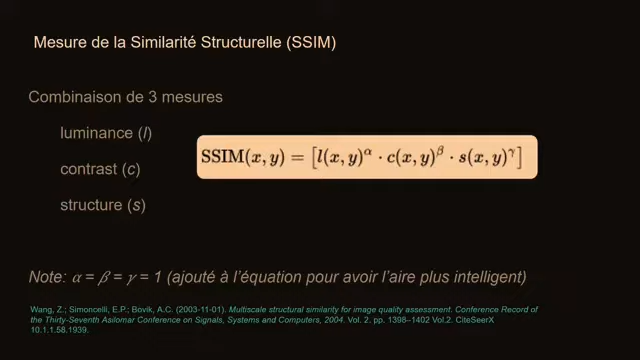 Mesure de la Similarité Structurelle (SSIM)
Combinaison de 3 mesures
luminance (l)
contrast (c)
structure (s)
SSIM(x, y) = [l(x, y)^α · c(x, y)^β · s(x, y)^γ]
Note: α = β = γ = 1 (ajouté à l'équation pour avoir l'aire plus intelligent)
Wang, Z.; Simoncelli, E.P.; Bovik, A.C. (2003-11-01). Multiscale structural similarity for image quality assessment. Conference Record of
the Thirty-Seventh Asilomar Conference on Signals, Systems and Computers, 2004. Vol. 2. pp. 1398–1402 Vol.2. CiteSeerX
10.1.1.58.1939.